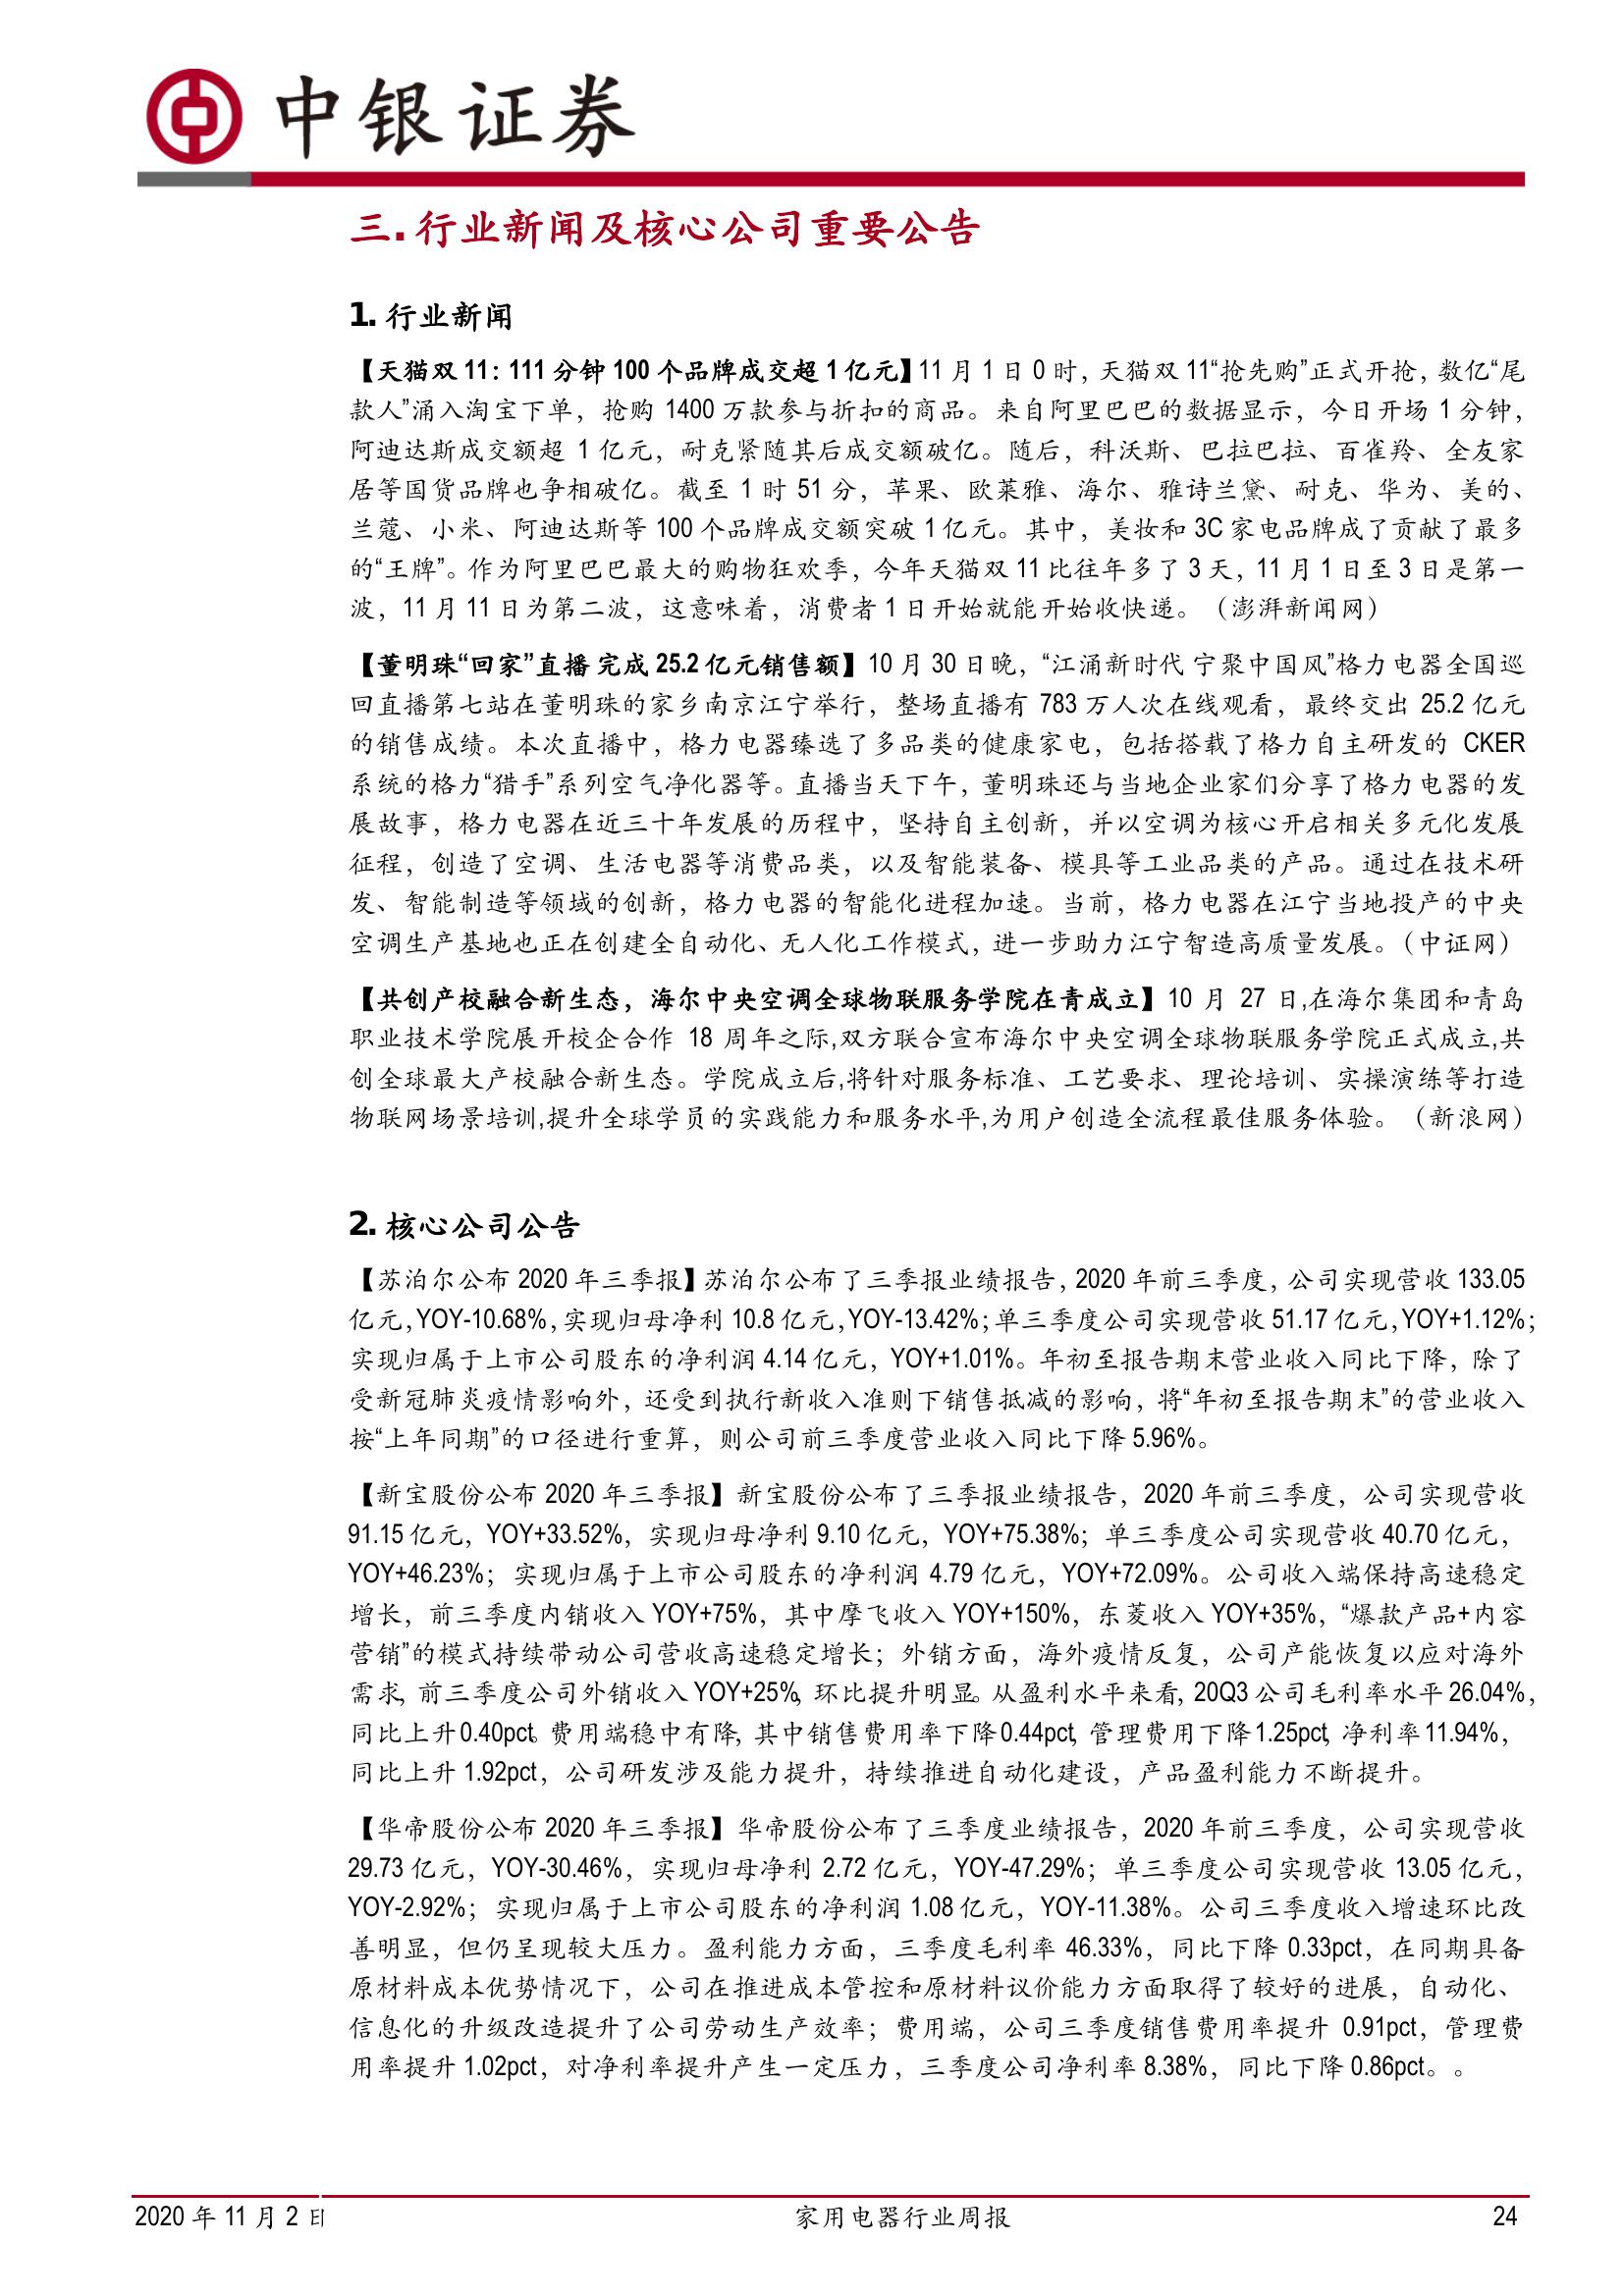 中银证券
三. 行业新闻及核心公司重要公告
1. 行业新闻
【天猫双 11：111 分钟 100 个品牌成交超 1 亿元】11 月 1 日 0 时，天猫双 11“抢先购”正式开抢，数亿“尾
款人”涌入淘宝下单，抢购 1400 万款参与折扣的商品。来自阿里巴巴的数据显示，今日开场 1 分钟，
阿迪达斯成交额超 1 亿元，耐克紧随其后成交额破亿。随后，科沃斯、巴拉巴拉、百雀羚、全友家
居等国货品牌也争相破亿。截至 1 时 51 分，苹果、欧莱雅、海尔、雅诗兰黛、耐克、华为、美的、
兰蔻、小米、阿迪达斯等 100 个品牌成交额突破 1 亿元。其中，美妆和 3C 家电品牌成了贡献了最多
的“王牌”。作为阿里巴巴最大的购物狂欢季，今年天猫双 11 比往年多了 3 天，11 月 1 日至 3 日是第一
波，11 月 11 日为第二波，这意味着，消费者 1 日开始就能开始收快递。（澎湃新闻网）
【董明珠“回家”直播 完成 25.2 亿元销售额】10 月 30 日晚，“江涌新时代 宁聚中国风”格力电器全国巡
回直播第七站在董明珠的家乡南京江宁举行，整场直播有 783 万人次在线观看，最终交出 25.2 亿元
的销售成绩。本次直播中，格力电器臻选了多品类的健康家电，包括搭载了格力自主研发的 CKER
系统的格力“猎手”系列空气净化器等。直播当天下午，董明珠还与当地企业家们分享了格力电器的发
展故事，格力电器在近三十年发展的历程中，坚持自主创新，并以空调为核心开启相关多元化发展
征程，创造了空调、生活电器等消费品类，以及智能装备、模具等工业品类的产品。通过在技术研
发、智能制造等领域的创新，格力电器的智能化进程加速。当前，格力电器在江宁当地投产的中央
空调生产基地也正在创建全自动化、无人化工作模式，进一步助力江宁智造高质量发展。（中证网）
【共创产校融合新生态，海尔中央空调全球物联服务学院在青成立】10 月 27 日,在海尔集团和青岛
职业技术学院展开校企合作 18 周年之际,双方联合宣布海尔中央空调全球物联服务学院正式成立,共
创全球最大产校融合新生态。学院成立后,将针对服务标准、工艺要求、理论培训、实操演练等打造
物联网场景培训,提升全球学员的实践能力和服务水平,为用户创造全流程最佳服务体验。（新浪网）
2. 核心公司公告
【苏泊尔公布 2020 年三季报】苏泊尔公布了三季报业绩报告，2020 年前三季度，公司实现营收 133.05
亿元，YOY-10.68%，实现归母净利 10.8 亿元，YOY-13.42%；单三季度公司实现营收 51.17 亿元，YOY+1.12%；
实现归属于上市公司股东的净利润 4.14 亿元，YOY+1.01%。年初至报告期末营业收入同比下降，除了
受新冠肺炎疫情影响外，还受到执行新收入准则下销售抵减的影响，将“年初至报告期末”的营业收入
按“上年同期”的口径进行重算，则公司前三季度营业收入同比下降 5.96%。
【新宝股份公布 2020 年三季报】新宝股份公布了三季报业绩报告，2020 年前三季度，公司实现营收
91.15 亿元，YOY+33.52%，实现归母净利 9.10 亿元，YOY+75.38%；单三季度公司实现营收 40.70 亿元，
YOY+46.23%；实现归属于上市公司股东的净利润 4.79 亿元，YOY+72.09%。公司收入端保持高速稳定
增长，前三季度内销收入 YOY+75%，其中摩飞收入 YOY+150%，东菱收入 YOY+35%，“爆款产品+内容
营销”的模式持续带动公司营收高速稳定增长；外销方面，海外疫情反复，公司产能恢复以应对海外
需求，前三季度公司外销收入 YOY+25%，环比提升明显。从盈利水平来看，20Q3 公司毛利率水平 26.04%，
同比上升 0.40pct。费用端稳中有降，其中销售费用率下降 0.44pct，管理费用下降 1.25pct，净利率 11.94%，
同比上升 1.92pct，公司研发涉及能力提升，持续推进自动化建设，产品盈利能力不断提升。
【华帝股份公布 2020 年三季报】华帝股份公布了三季度业绩报告，2020 年前三季度，公司实现营收
29.73 亿元，YOY-30.46%，实现归母净利 2.72 亿元，YOY-47.29%；单三季度公司实现营收 13.05 亿元，
YOY-2.92%；实现归属于上市公司股东的净利润 1.08 亿元，YOY-11.38%。公司三季度收入增速环比改
善明显，但仍呈现较大压力。盈利能力方面，三季度毛利率 46.33%，同比下降 0.33pct，在同期具备
原材料成本优势情况下，公司在推进成本管控和原材料议价能力方面取得了较好的进展，自动化、
信息化的升级改造提升了公司劳动生产效率；费用端，公司三季度销售费用率提升 0.91pct，管理费
用率提升 1.02pct，对净利率提升产生一定压力，三季度公司净利率 8.38%，同比下降 0.86pct。。
2020 年 11 月 2 日 家用电器行业周报 24